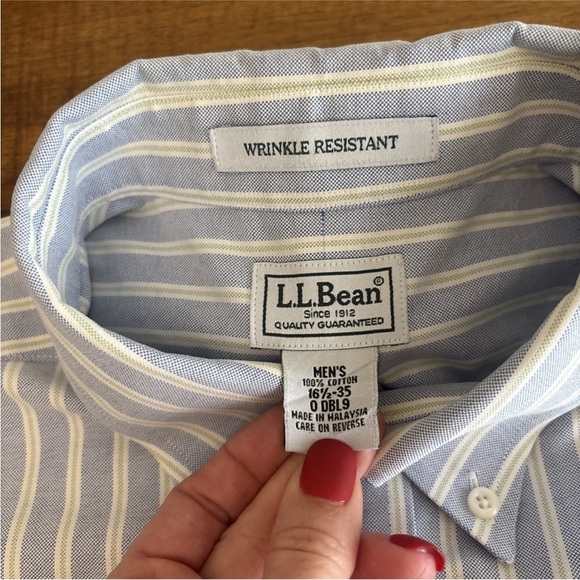 WRINKLE RESISTANT
L.L.Bean®
Since 1912
QUALITY GUARANTEED
MEN'S
100% COTTON
16½-35
0 DBL9
MADE IN MALAYSIA
CARE ON REVERSE